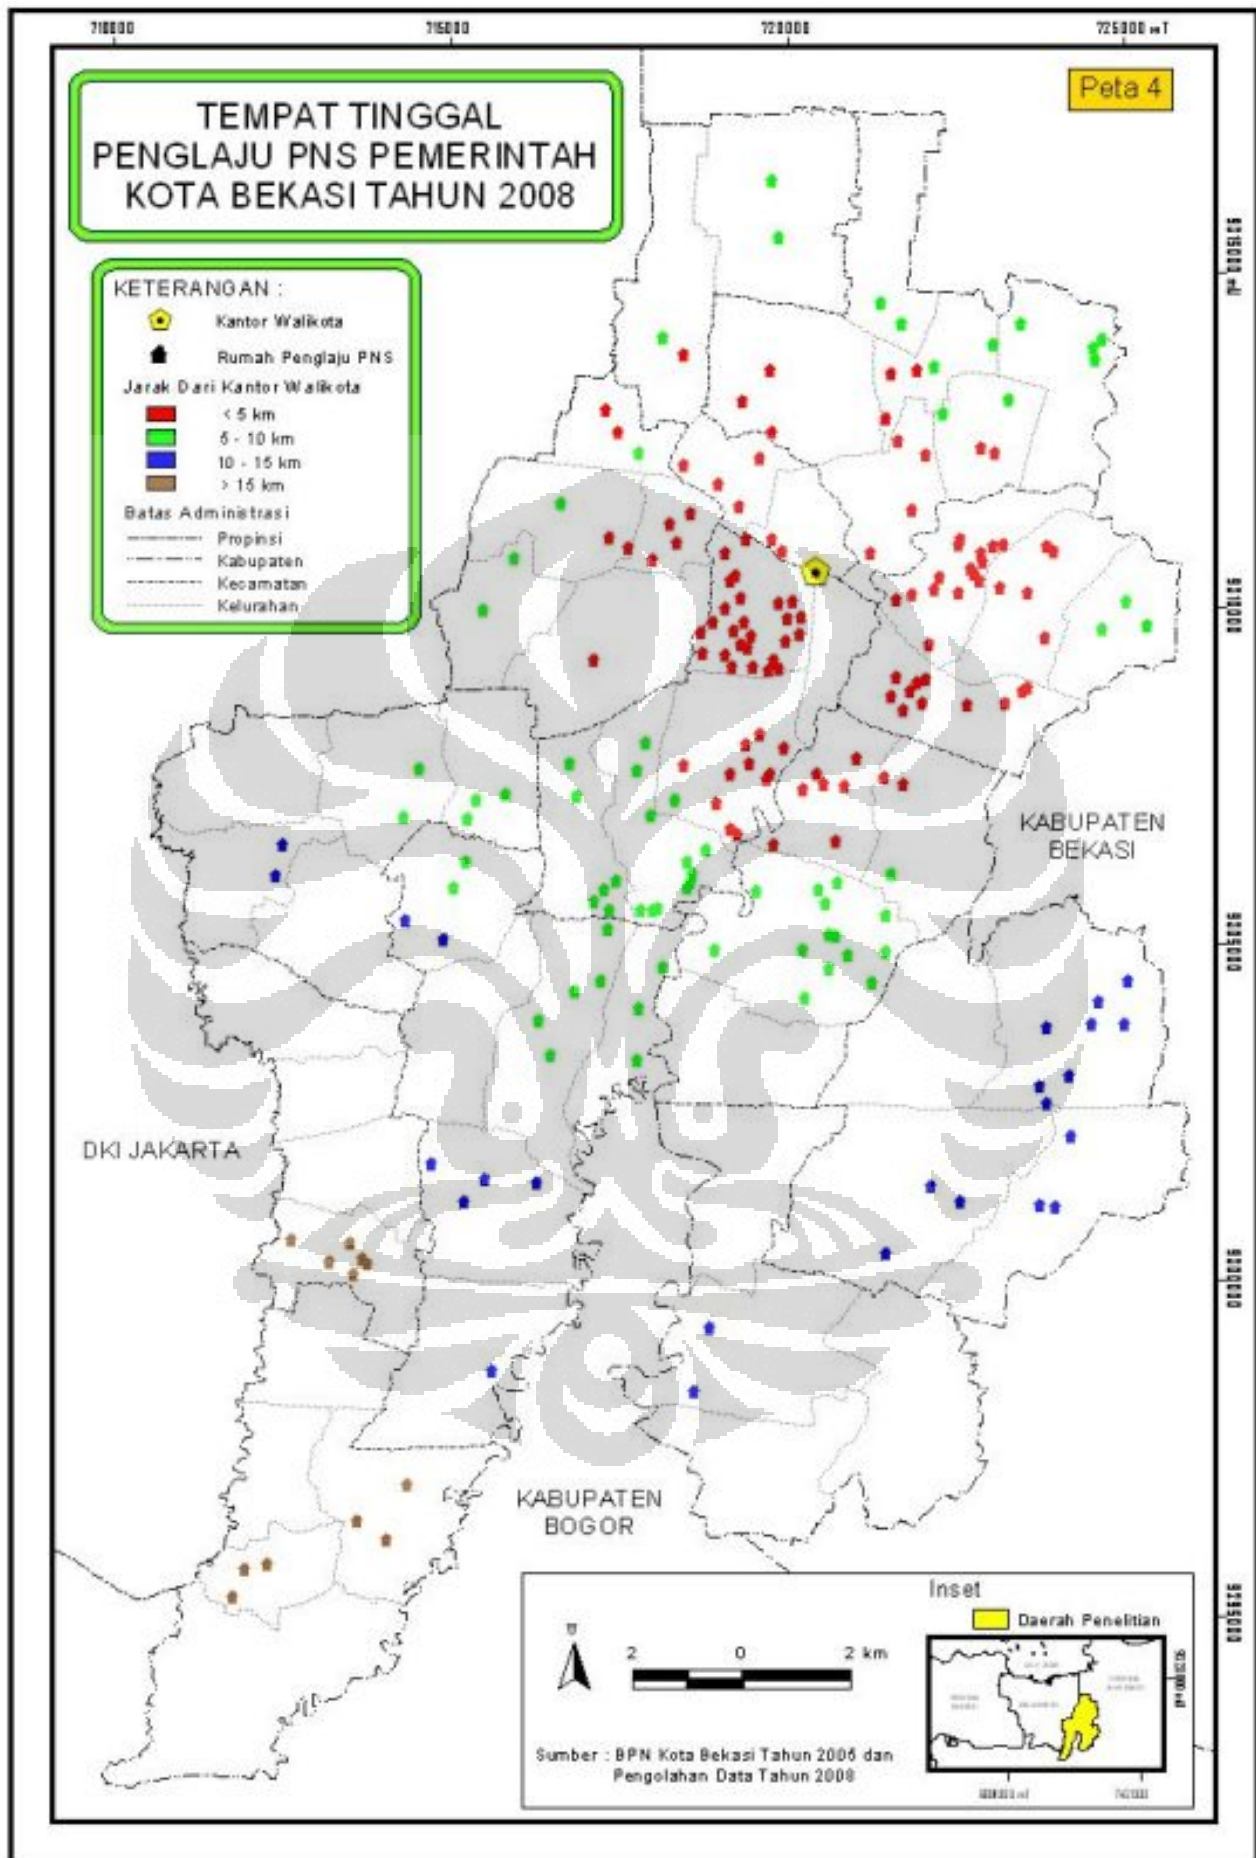 710000 715000 720000 725000 mT
Peta 4
TEMPAT TINGGAL
PENGLAJU PNS PEMERINTAH
KOTA BEKASI TAHUN 2008
KETERANGAN :
Kantor Walikota
Rumah Penglaju PNS
Jarak Dari Kantor Walikota
< 5 km
5 - 10 km
10 - 15 km
> 15 km
Batas Administrasi
Propinsi
Kabupaten
Kecamatan
Kelurahan
KABUPATEN
BEKASI
DKI JAKARTA
KABUPATEN
BOGOR
Inset
Daerah Penelitian
2 0 2 km
Sumber : BPN Kota Bekasi Tahun 2006 dan
Pengolahan Data Tahun 2008